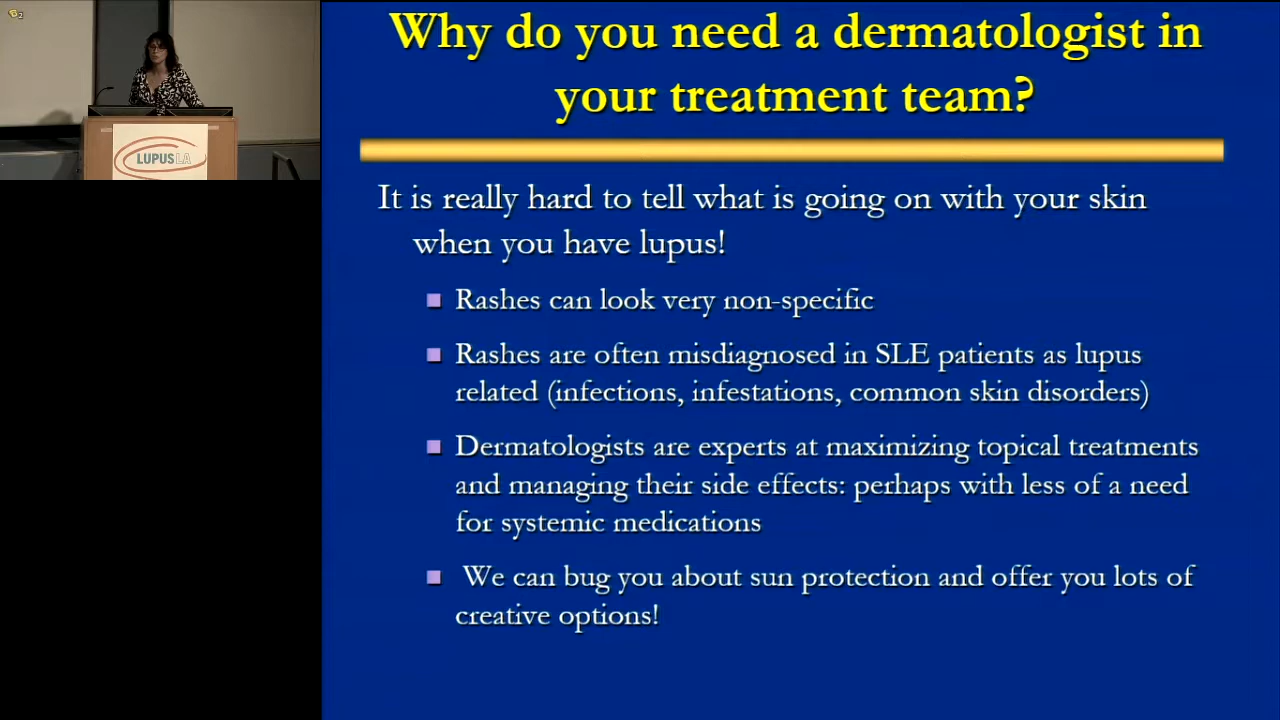 Why do you need a dermatologist in
your treatment team?
LUPUS LA
It is really hard to tell what is going on with your skin
when you have lupus!
Rashes can look very non-specific
Rashes are often misdiagnosed in SLE patients as lupus
related (infections, infestations, common skin disorders)
Dermatologists are experts at maximizing topical treatments
and managing their side effects: perhaps with less of a need
for systemic medications
We can bug you about sun protection and offer you lots of
creative options!